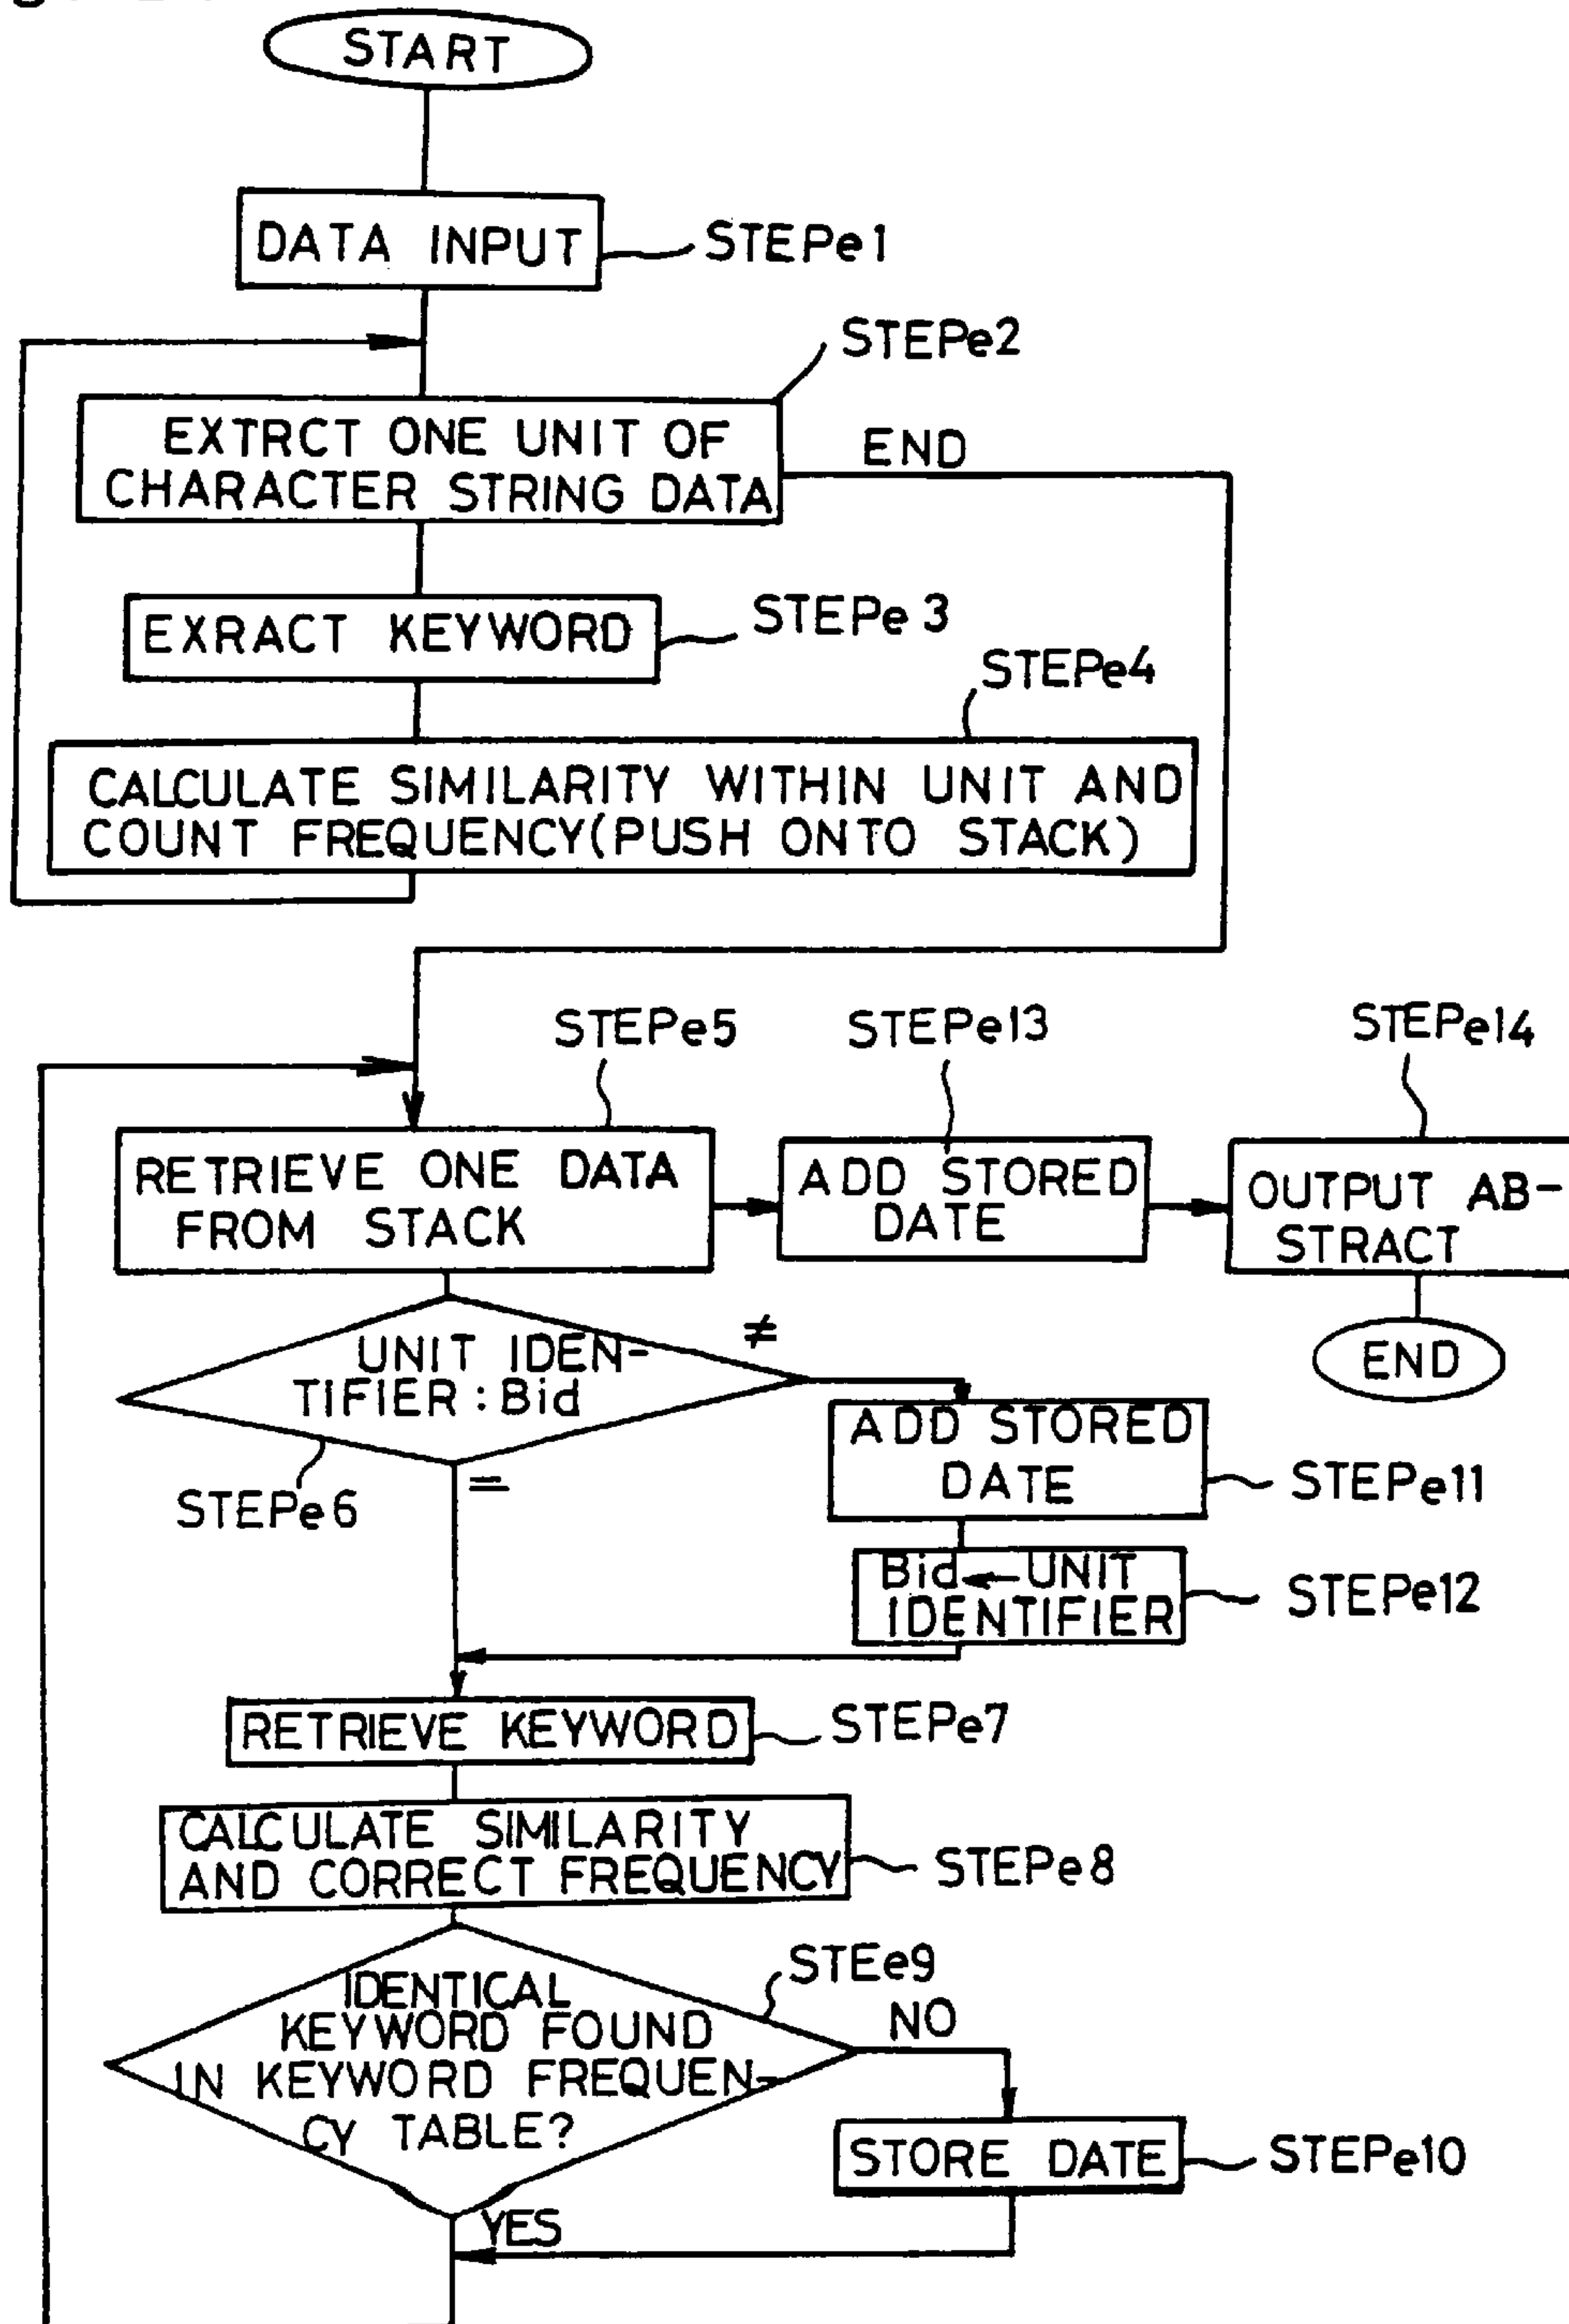 START
DATA INPUT
STEPe1
STEPe2
EXTRCT ONE UNIT OF
CHARACTER STRING DATA
END
EXRACT KEYWORD
STEPe3
STEPe4
CALCULATE SIMILARITY WITHIN UNIT AND
COUNT FREQUENCY(PUSH ONTO STACK)
STEPe5
STEPe13
STEPe14
RETRIEVE ONE DATA
FROM STACK
ADD STORED
DATE
OUTPUT AB-
STRACT
END
UNIT IDEN-
TIFIER:Bid
≠
=
STEPe6
ADD STORED
DATE
STEPe11
Bid←UNIT
IDENTIFIER
STEPe12
RETRIEVE KEYWORD
STEPe7
CALCULATE SIMILARITY
AND CORRECT FREQUENCY
STEPe8
IDENTICAL
KEYWORD FOUND
IN KEYWORD FREQUEN-
CY TABLE?
STEe9
NO
STORE DATE
STEPe10
YES